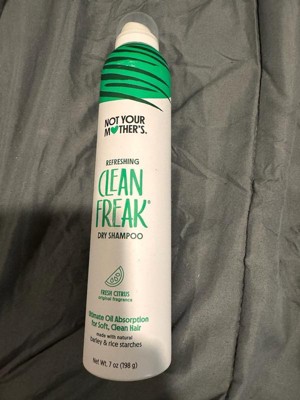 NOT YOUR
MOTHER'S.
REFRESHING
CLEAN
FREAK®
DRY SHAMPOO
FRESH CITRUS
original fragrance
Ultimate Oil Absorption
for Soft, Clean Hair
made with natural
barley & rice starches
Net Wt. 7 oz (198 g)